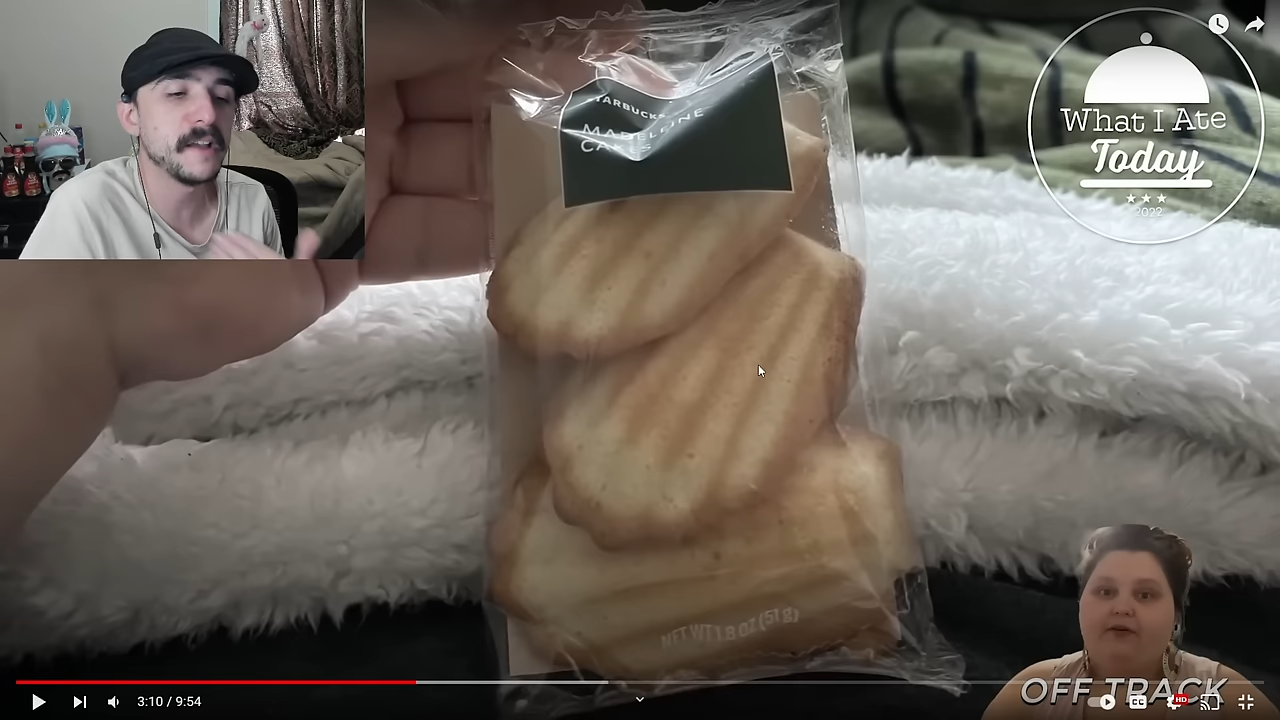 STARBUCKS
MADELEINE
CAKES
What I Ate
Today
2022
NET WT 1.8 OZ (51g)
OFF TRACK
HD
3:10 / 9:54